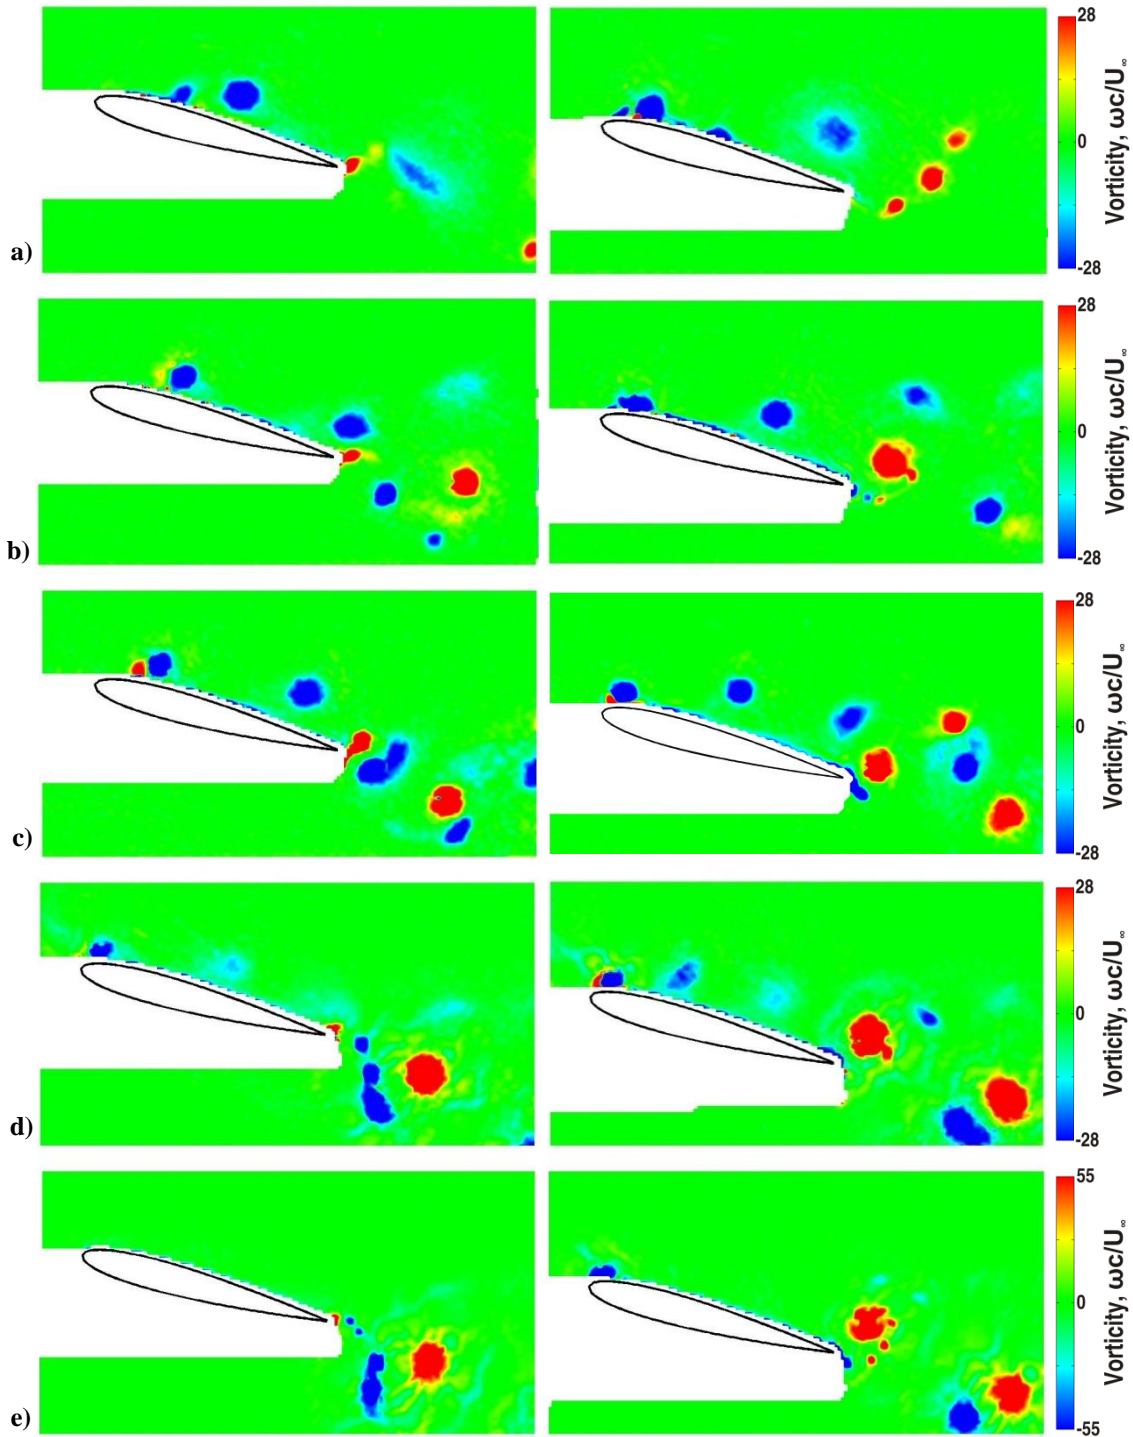 28
0
-28
Vorticity, ωc/U∞
a)
28
0
-28
Vorticity, ωc/U∞
b)
28
0
-28
Vorticity, ωc/U∞
c)
28
0
-28
Vorticity, ωc/U∞
d)
55
0
-55
Vorticity, ωc/U∞
e)